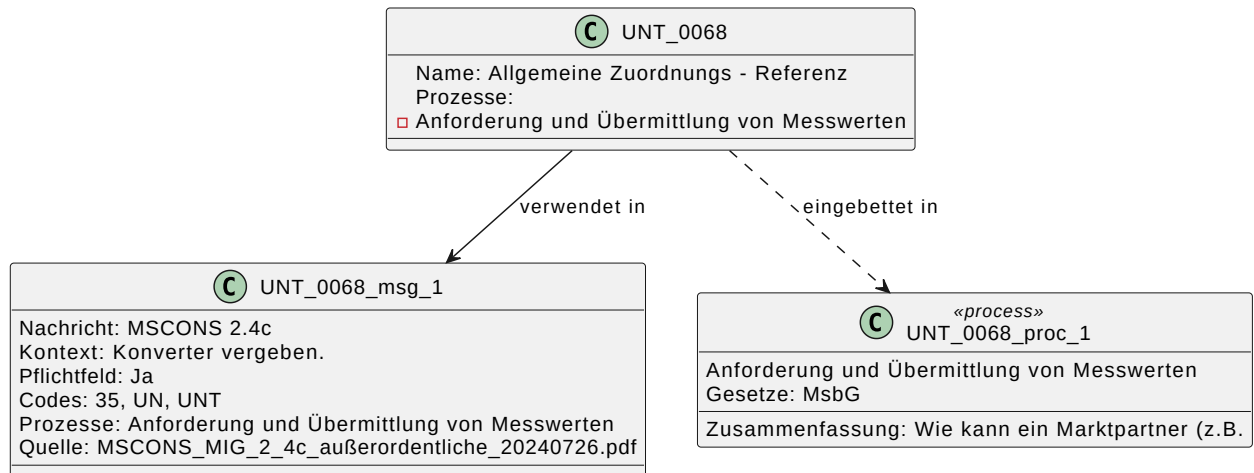 C UNT_0068
Name: Allgemeine Zuordnungs - Referenz
Prozesse:
Anforderung und Übermittlung von Messwerten
verwendet in
eingebettet in
C UNT_0068_msg_1
Nachricht: MSCONS 2.4c
Kontext: Konverter vergeben.
Pflichtfeld: Ja
Codes: 35, UN, UNT
Prozesse: Anforderung und Übermittlung von Messwerten
Quelle: MSCONS_MIG_2_4c_außerordentliche_20240726.pdf
«process»
C UNT_0068_proc_1
Anforderung und Übermittlung von Messwerten
Gesetze: MsbG
Zusammenfassung: Wie kann ein Marktpartner (z.B.